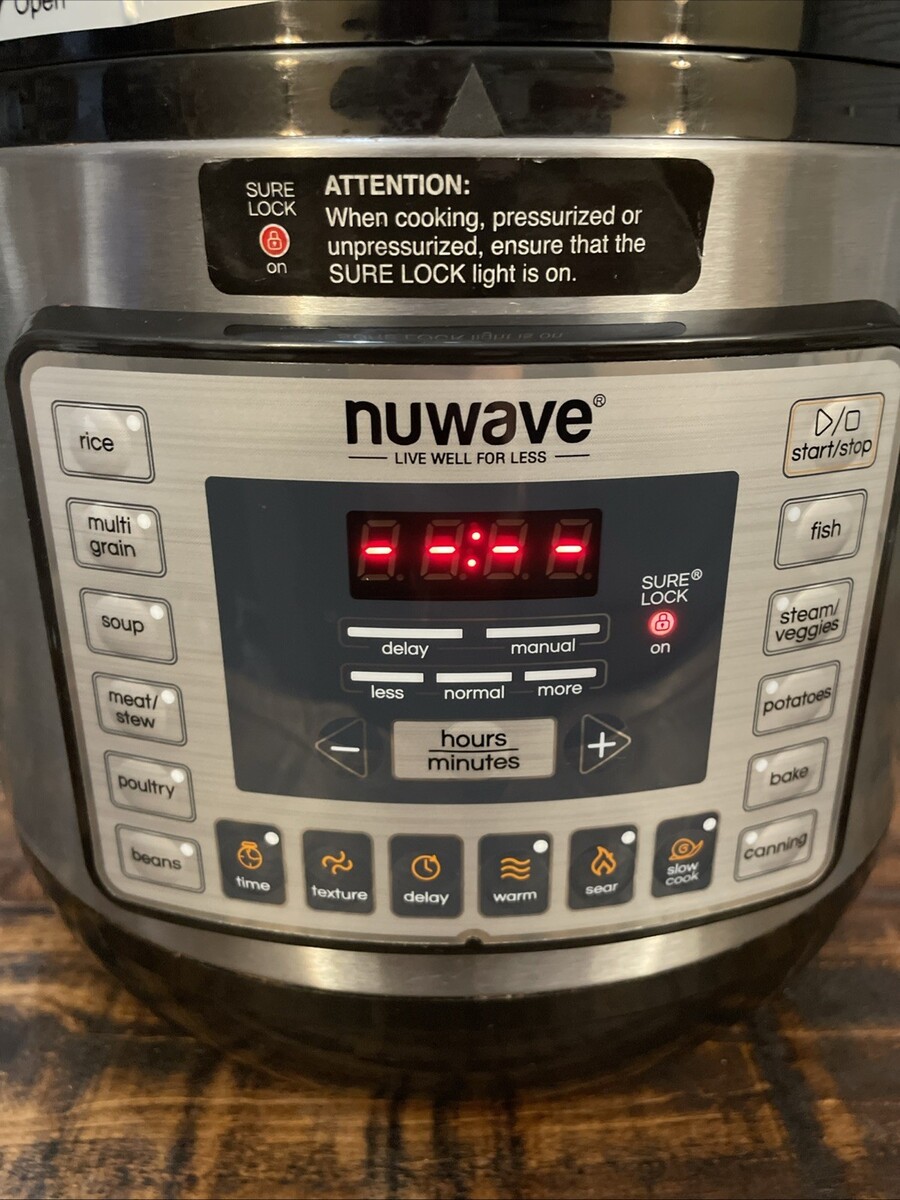 Open
SURE
LOCK
on
ATTENTION:
When cooking, pressurized or
unpressurized, ensure that the
SURE LOCK light is on.
nuwave®
LIVE WELL FOR LESS
rice
multi
grain
soup
meat/
stew
poultry
beans
- - : - -
SURE®
LOCK
on
delay
manual
less
normal
more
-
hours
minutes
+
start/stop
fish
steam/
veggies
potatoes
bake
canning
time
texture
delay
warm
sear
slow
cook